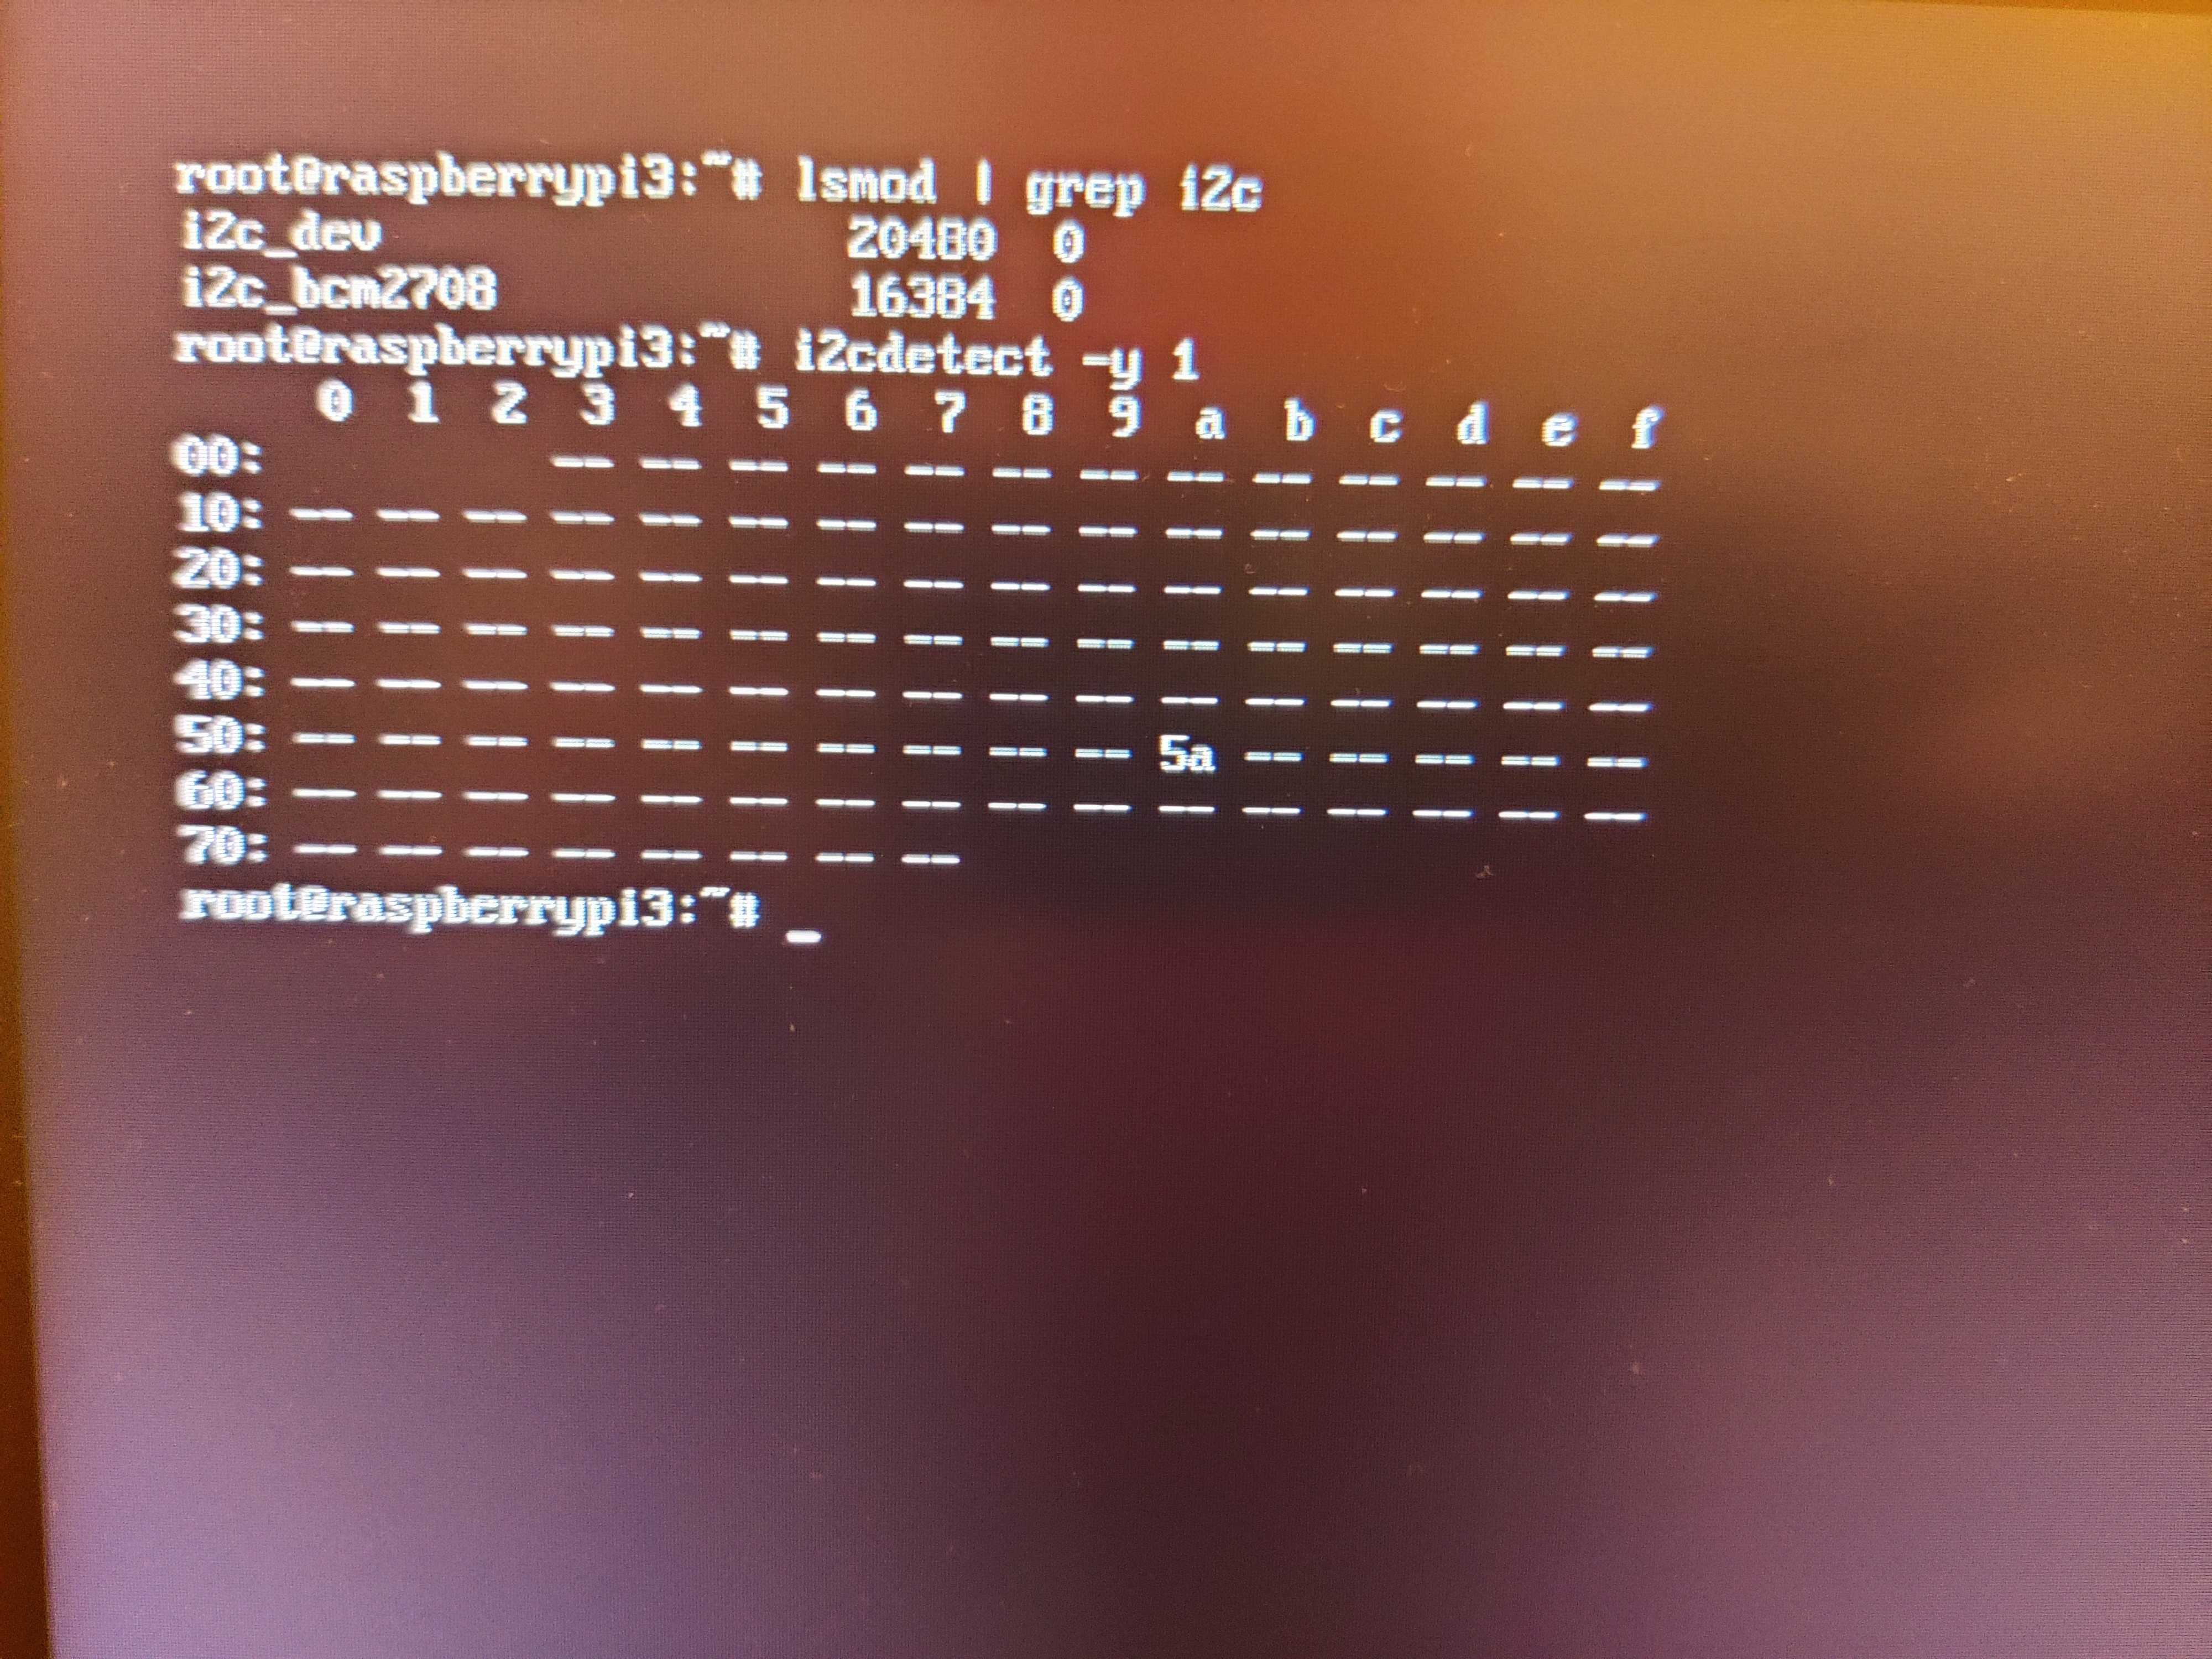 root@raspberrypi3:~# lsmod | grep i2c
i2c_dev                20480  0
i2c_bcm2708            16384  0
root@raspberrypi3:~# i2cdetect -y 1
     0  1  2  3  4  5  6  7  8  9  a  b  c  d  e  f
00:          -- -- -- -- -- -- -- -- -- -- -- -- --
10: -- -- -- -- -- -- -- -- -- -- -- -- -- -- -- --
20: -- -- -- -- -- -- -- -- -- -- -- -- -- -- -- --
30: -- -- -- -- -- -- -- -- -- -- -- -- -- -- -- --
40: -- -- -- -- -- -- -- -- -- -- -- -- -- -- -- --
50: -- -- -- -- -- -- -- -- -- -- 5a -- -- -- -- --
60: -- -- -- -- -- -- -- -- -- -- -- -- -- -- -- --
70: -- -- -- -- -- -- -- --
root@raspberrypi3:~# _